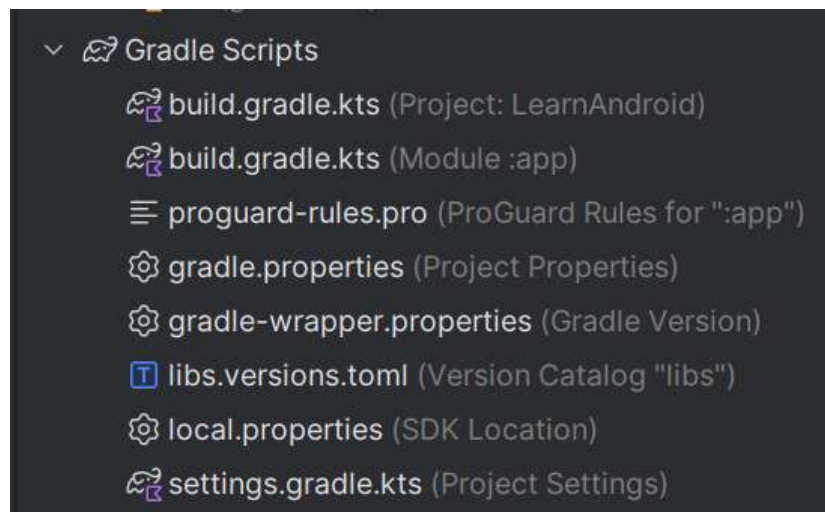 Gradle Scripts
build.gradle.kts (Project: LearnAndroid)
build.gradle.kts (Module :app)
proguard-rules.pro (ProGuard Rules for ":app")
gradle.properties (Project Properties)
gradle-wrapper.properties (Gradle Version)
libs.versions.toml (Version Catalog "libs")
local.properties (SDK Location)
settings.gradle.kts (Project Settings)